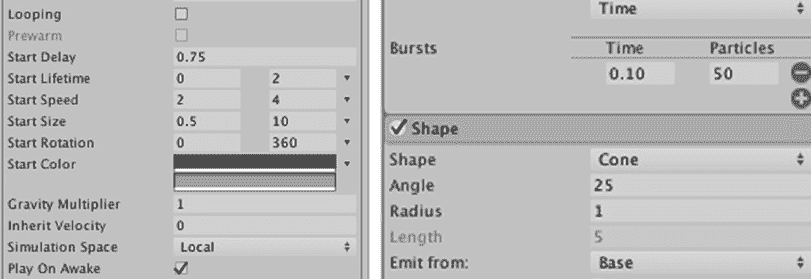 Looping
Prewarm
Start Delay 0.75
Start Lifetime 0 2
Start Speed 2 4
Start Size 0.5 10
Start Rotation 0 360
Start Color
Gravity Multiplier 1
Inherit Velocity 0
Simulation Space Local
Play On Awake
Time
Bursts Time Particles
0.10 50
Shape
Shape Cone
Angle 25
Radius 1
Length 5
Emit from: Base